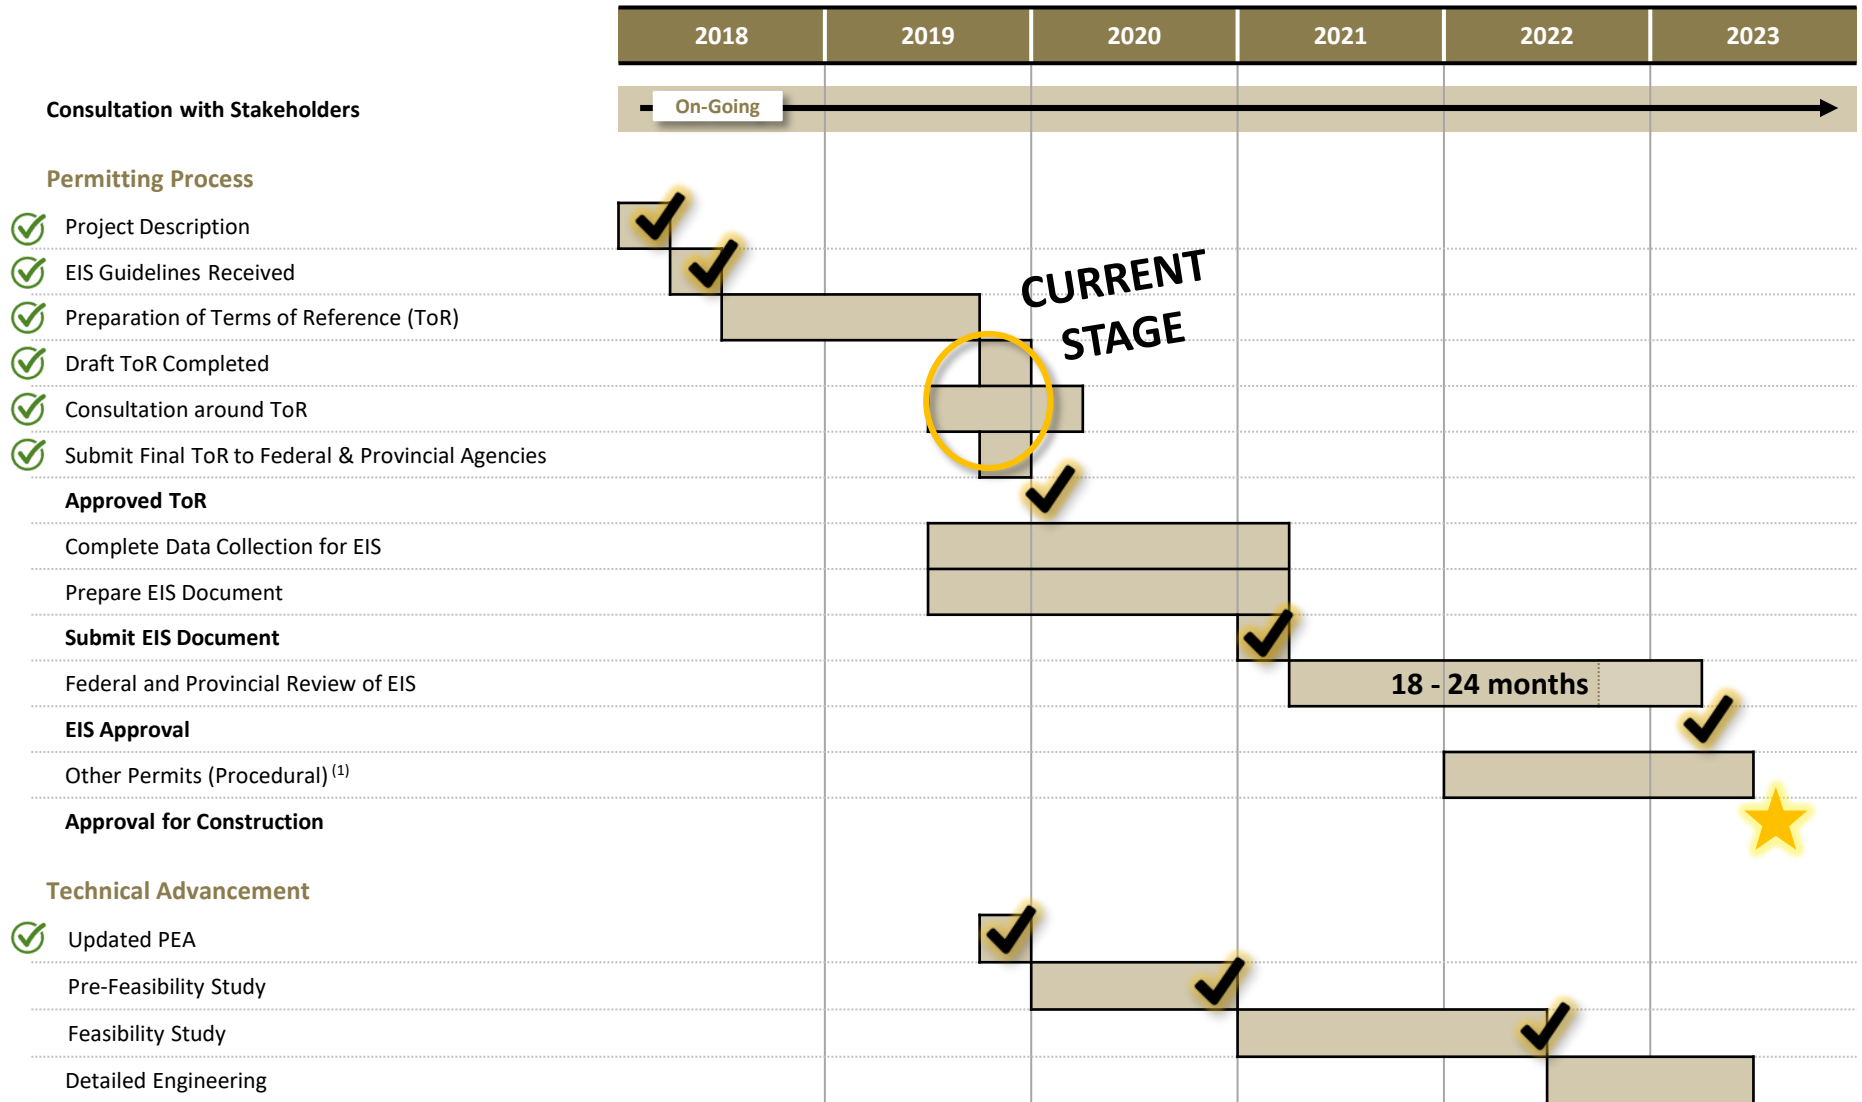 2018 2019 2020 2021 2022 2023
Consultation with Stakeholders
On-Going
Permitting Process
Project Description
EIS Guidelines Received
Preparation of Terms of Reference (ToR)
CURRENT
STAGE
Draft ToR Completed
Consultation around ToR
Submit Final ToR to Federal & Provincial Agencies
Approved ToR
Complete Data Collection for EIS
Prepare EIS Document
Submit EIS Document
Federal and Provincial Review of EIS
18 - 24 months
EIS Approval
Other Permits (Procedural) (1)
Approval for Construction
Technical Advancement
Updated PEA
Pre-Feasibility Study
Feasibility Study
Detailed Engineering